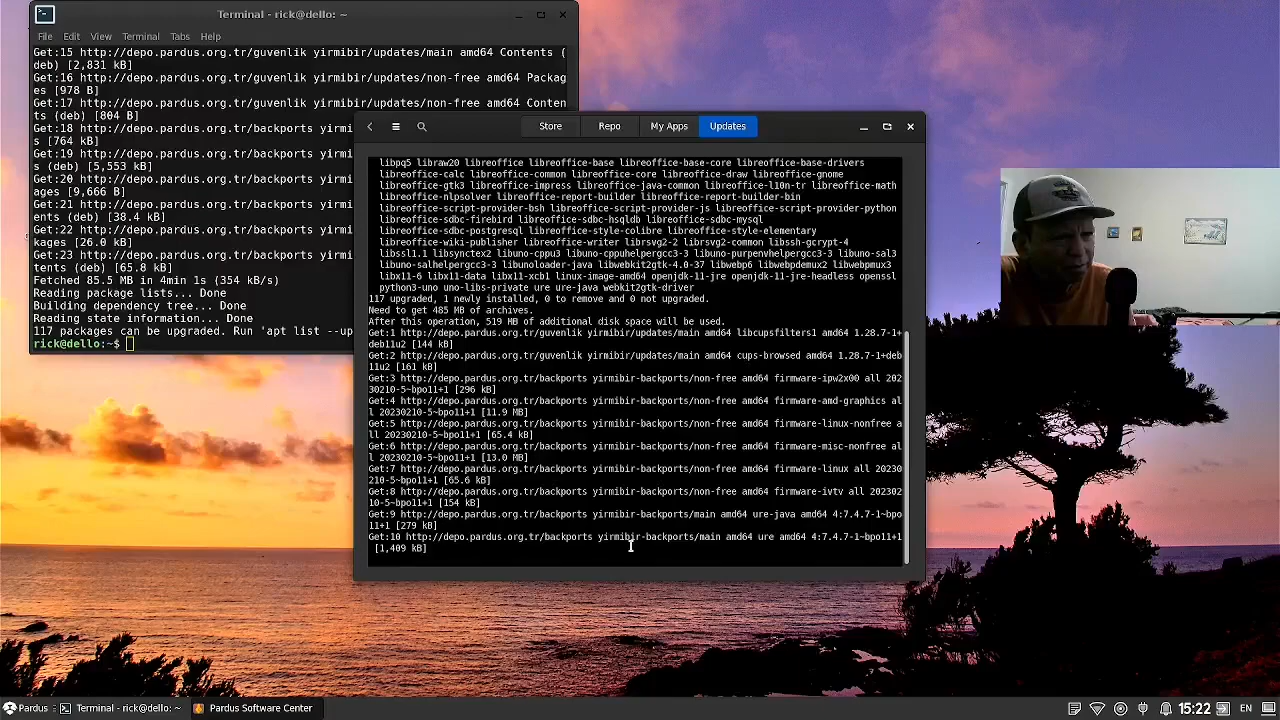 Terminal - rick@dello: ~
File Edit View Terminal Tabs Help
Get:15 http://depo.pardus.org.tr/guvenlik yirmibir/updates/main amd64 Contents (
deb) [2,831 kB]
Get:16 http://depo.pardus.org.tr/guvenlik yirmibir/updates/non-free amd64 Packag
es [978 B]
Get:17 http://depo.pardus.org.tr/guvenlik yirmibir/updates/non-free amd64 Conten
ts (deb) [804 B]
Get:18 http://depo.pardus.org.tr/backports yirmi
s [764 kB]
Get:19 http://depo.pardus.org.tr/backports yirmi
(deb) [5,553 kB]
Get:20 http://depo.pardus.org.tr/backports yirmi
ages [9,666 B]
Get:21 http://depo.pardus.org.tr/backports yirmi
ents (deb) [38.4 kB]
Get:22 http://depo.pardus.org.tr/backports yirmi
kages [26.0 kB]
Get:23 http://depo.pardus.org.tr/backports yirmi
tents (deb) [65.8 kB]
Fetched 85.5 MB in 4min 1s (354 kB/s)
Reading package lists... Done
Building dependency tree... Done
Reading state information... Done
117 packages can be upgraded. Run 'apt list --up
rick@dello:~$
Store Repo My Apps Updates
libpq5 libraw20 libreoffice libreoffice-base libreoffice-base-core libreoffice-base-drivers
libreoffice-calc libreoffice-common libreoffice-core libreoffice-draw libreoffice-gnome
libreoffice-gtk3 libreoffice-impress libreoffice-java-common libreoffice-l10n-tr libreoffice-math
libreoffice-nlpsolver libreoffice-report-builder libreoffice-report-builder-bin
libreoffice-script-provider-bsh libreoffice-script-provider-js libreoffice-script-provider-python
libreoffice-sdbc-firebird libreoffice-sdbc-hsqldb libreoffice-sdbc-mysql
libreoffice-sdbc-postgresql libreoffice-style-colibre libreoffice-style-elementary
libreoffice-wiki-publisher libreoffice-writer librsvg2-2 librsvg2-common libssh-gcrypt-4
libssl1.1 libsynctex2 libuno-cppu3 libuno-cppuhelpergcc3-3 libuno-purpenvhelpergcc3-3 libuno-sal3
libuno-salhelpergcc3-3 libunoloader-java libwebkit2gtk-4.0-37 libwebp6 libwebpdemux2 libwebpmux3
libx11-6 libx11-data libx11-xcb1 linux-image-amd64 openjdk-11-jre openjdk-11-jre-headless openssl
python3-uno uno-libs-private ure ure-java webkit2gtk-driver
117 upgraded, 1 newly installed, 0 to remove and 0 not upgraded.
Need to get 485 MB of archives.
After this operation, 519 MB of additional disk space will be used.
Get:1 http://depo.pardus.org.tr/guvenlik yirmibir/updates/main amd64 libcupsfilters1 amd64 1.28.7-1+
deb11u2 [144 kB]
Get:2 http://depo.pardus.org.tr/guvenlik yirmibir/updates/main amd64 cups-browsed amd64 1.28.7-1+deb
11u2 [161 kB]
Get:3 http://depo.pardus.org.tr/backports yirmibir-backports/non-free amd64 firmware-ipw2x00 all 202
30210-5~bpo11+1 [296 kB]
Get:4 http://depo.pardus.org.tr/backports yirmibir-backports/non-free amd64 firmware-amd-graphics al
l 20230210-5~bpo11+1 [11.9 MB]
Get:5 http://depo.pardus.org.tr/backports yirmibir-backports/non-free amd64 firmware-linux-nonfree a
ll 20230210-5~bpo11+1 [65.4 kB]
Get:6 http://depo.pardus.org.tr/backports yirmibir-backports/non-free amd64 firmware-misc-nonfree al
l 20230210-5~bpo11+1 [13.0 MB]
Get:7 http://depo.pardus.org.tr/backports yirmibir-backports/non-free amd64 firmware-linux all 20230
210-5~bpo11+1 [65.6 kB]
Get:8 http://depo.pardus.org.tr/backports yirmibir-backports/non-free amd64 firmware-ivtv all 202302
10-5~bpo11+1 [154 kB]
Get:9 http://depo.pardus.org.tr/backports yirmibir-backports/main amd64 ure-java amd64 4:7.4.7-1~bpo
11+1 [279 kB]
Get:10 http://depo.pardus.org.tr/backports yirmibir-backports/main amd64 ure amd64 4:7.4.7-1~bpo11+1
[1,409 kB]
Pardus Terminal - rick@dello: ~ Pardus Software Center 15:22 EN